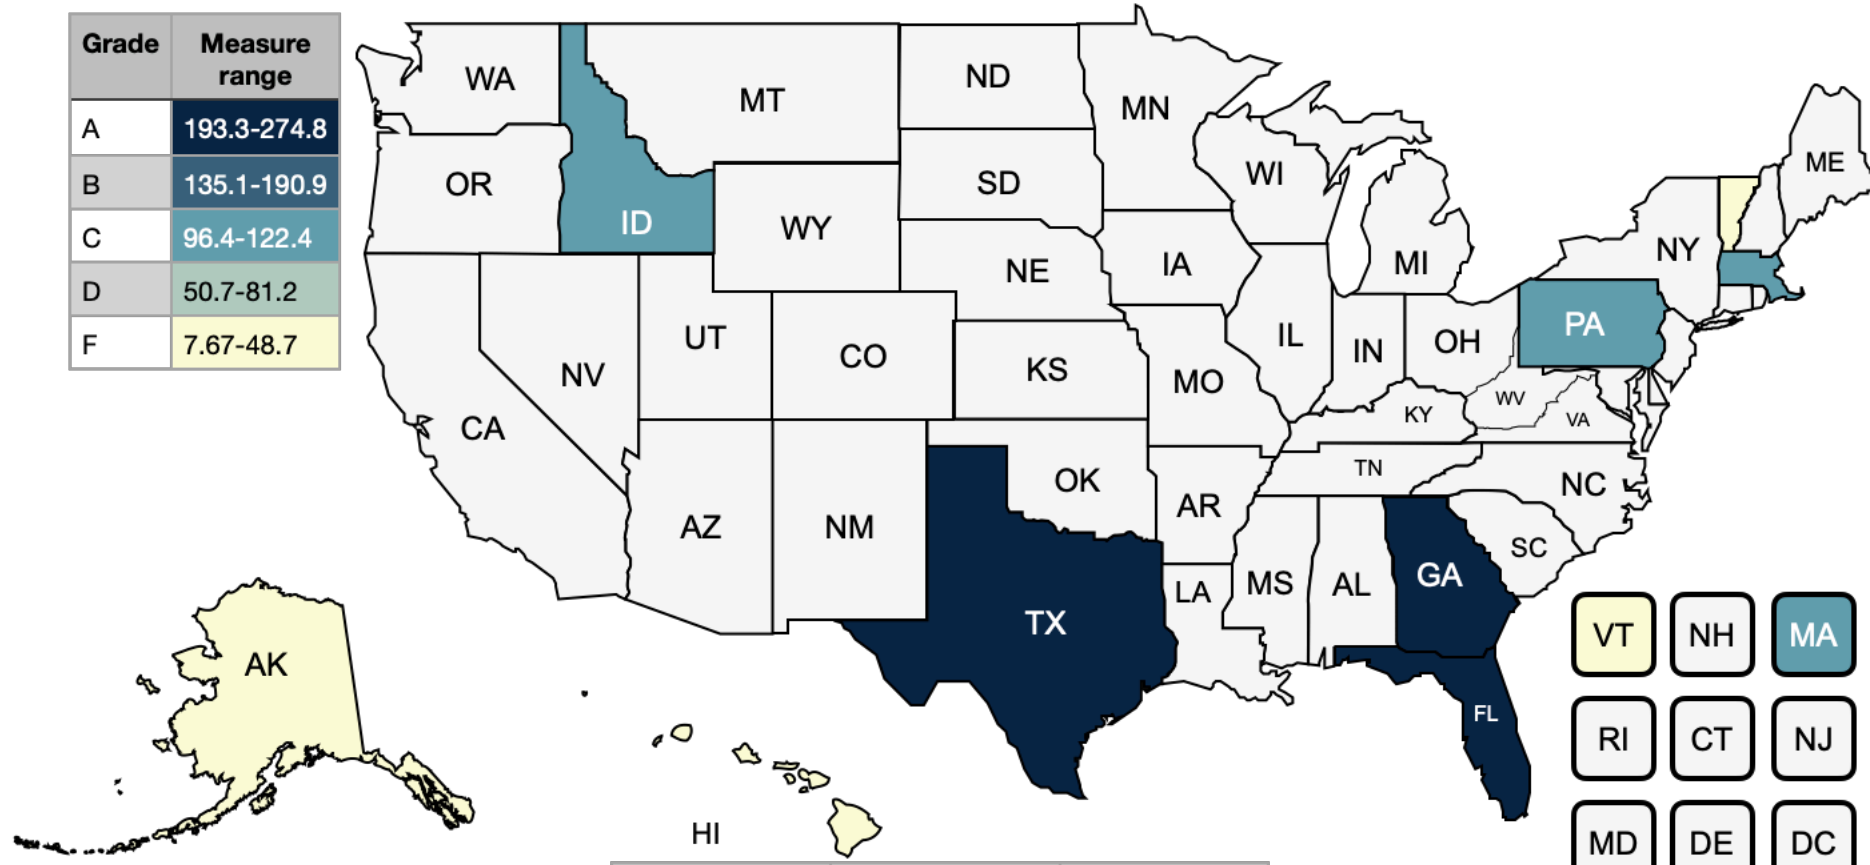 Grade Measure range
A 193.3-274.8
B 135.1-190.9
C 96.4-122.4
D 50.7-81.2
F 7.67-48.7
WA
MT
ND
MN
OR
ID
WY
SD
WI
MI
NY
ME
NE
IA
NV
UT
CO
KS
MO
IL
IN
OH
PA
CA
KY
WV
VA
AZ
NM
OK
AR
TN
NC
SC
TX
LA
MS
AL
GA
FL
AK
HI
VT NH MA
RI CT NJ
MD DE DC